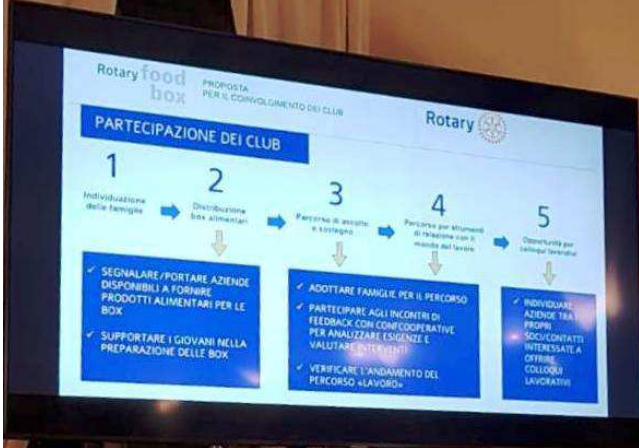 Rotary food
box
PROPOSTA
PER IL COINVOLGIMENTO DEI CLUB
Rotary
PARTECIPAZIONE DEI CLUB
1
Individuazione
delle famiglie
2
Distribuzione
box alimentari
3
Percorso di ascolto
e sostegno
4
Percorso per strumenti
di relazione con il
mondo del lavoro
5
Opportunità per
colloqui lavorativi
✓ SEGNALARE/PORTARE AZIENDE
DISPONIBILI A FORNIRE
PRODOTTI ALIMENTARI PER LE
BOX
✓ SUPPORTARE I GIOVANI NELLA
PREPARAZIONE DELLE BOX
✓ ADOTTARE FAMIGLIE PER IL PERCORSO
✓ PARTECIPARE AGLI INCONTRI DI
FEEDBACK CON CONFCOOPERATIVE
PER ANALIZZARE ESIGENZE E
VALUTARE INTERVENTI
✓ VERIFICARE L'ANDAMENTO DEL
PERCORSO «LAVORO»
✓ INDIVIDUARE
AZIENDE TRA I
PROPRI
SOCI/CONTATTI
INTERESSATE A
OFFRIRE
COLLOQUI
LAVORATIVI